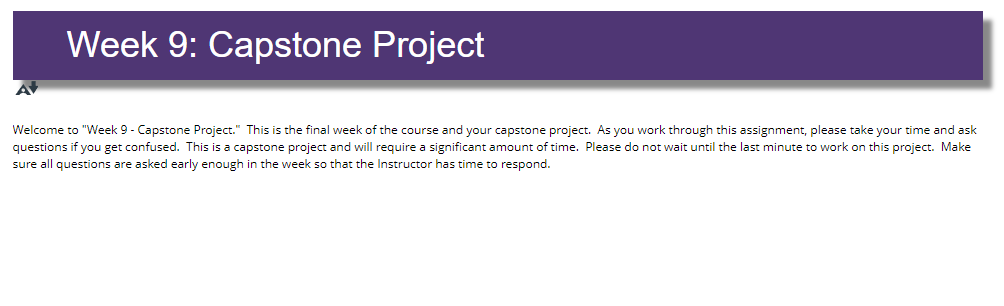 Week 9: Capstone Project
Welcome to "Week 9 - Capstone Project." This is the final week of the course and your capstone project. As you work through this assignment, please take your time and ask
questions if you get confused. This is a capstone project and will require a significant amount of time. Please do not wait until the last minute to work on this project. Make
sure all questions are asked early enough in the week so that the Instructor has time to respond.